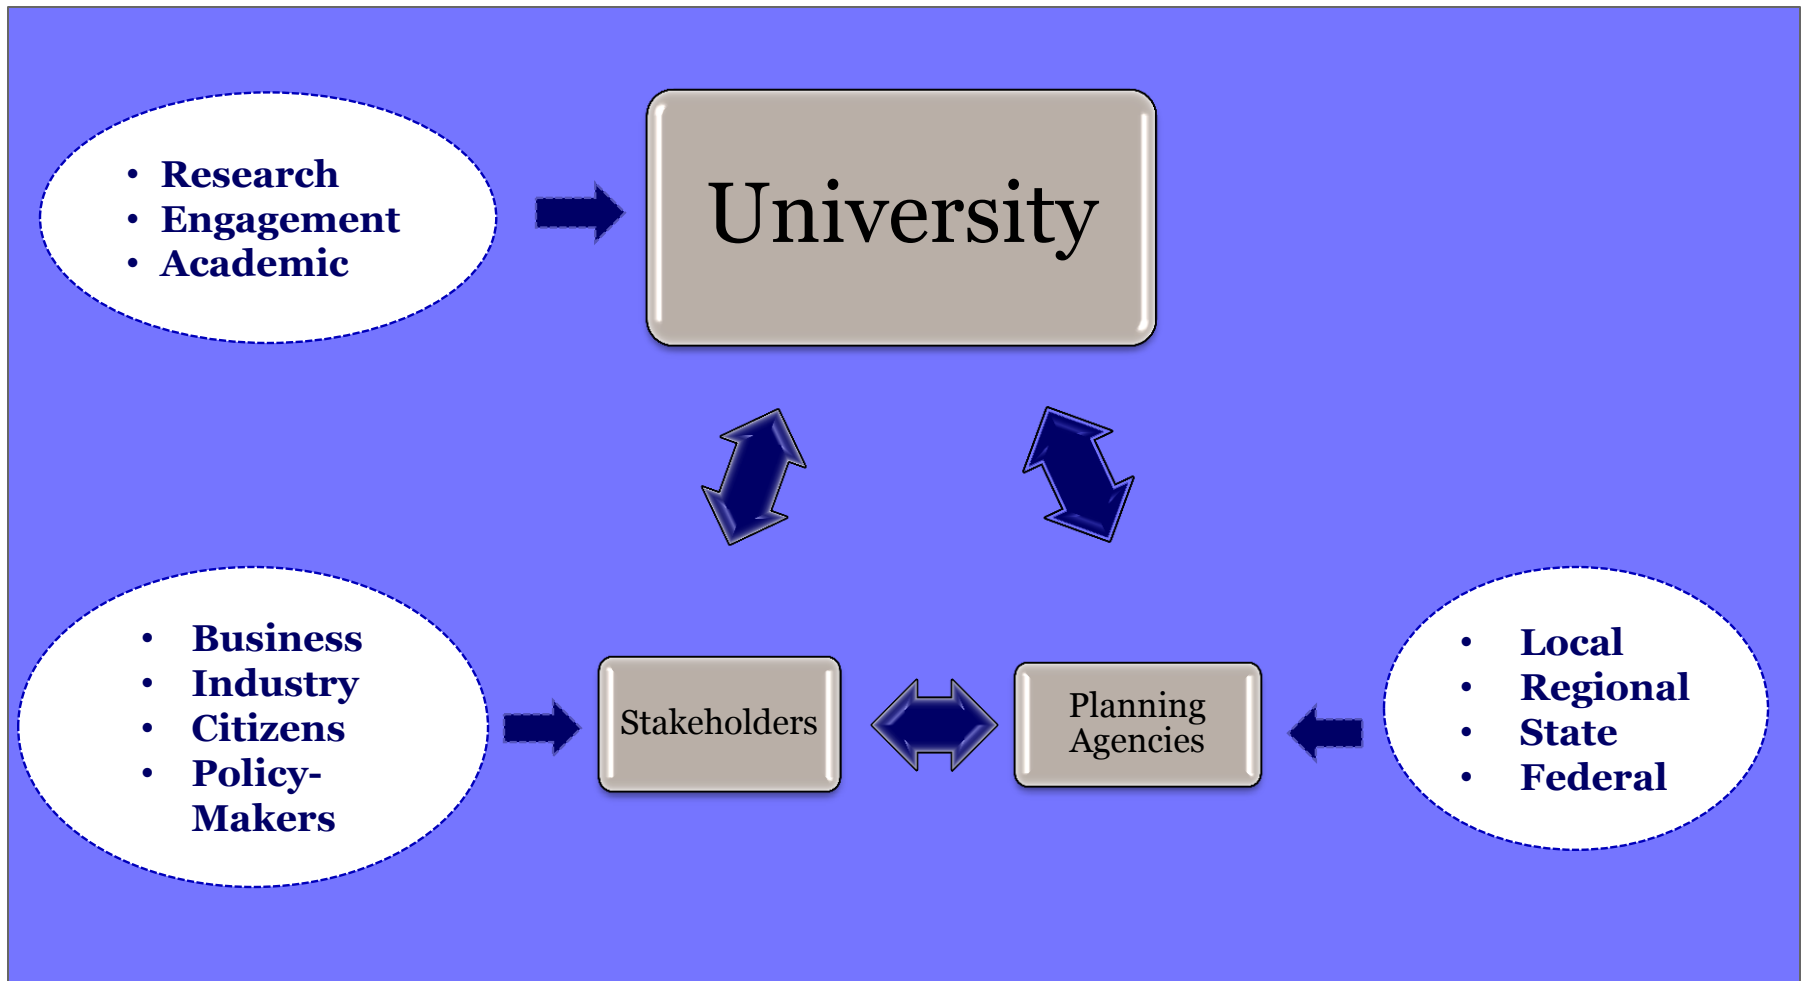 • Research
• Engagement
• Academic
University
• Business
• Industry
• Citizens
• Policy-
Makers
Stakeholders
Planning
Agencies
• Local
• Regional
• State
• Federal